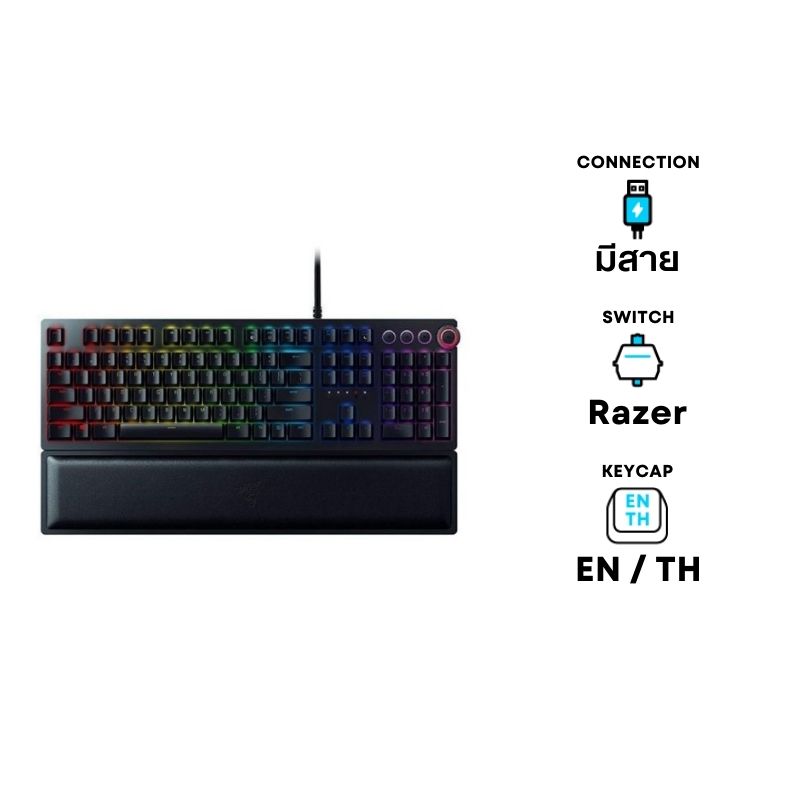 CONNECTION
มีสาย
SWITCH
Razer
KEYCAP
EN
TH
EN / TH